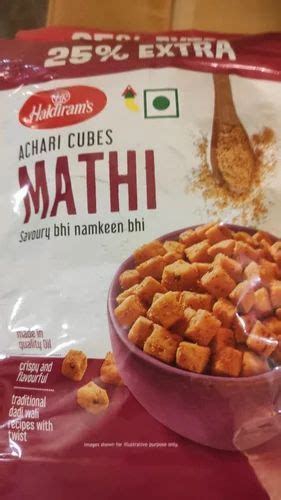 25% EXTRA
Haldiram's
ACHARI CUBES
MATHI
Savoury bhi namkeen bhi
made in
quality Oil
crispy and
flavourful
traditional
dadi wali
recipes with
twist
Images shown for illustrative purpose only.